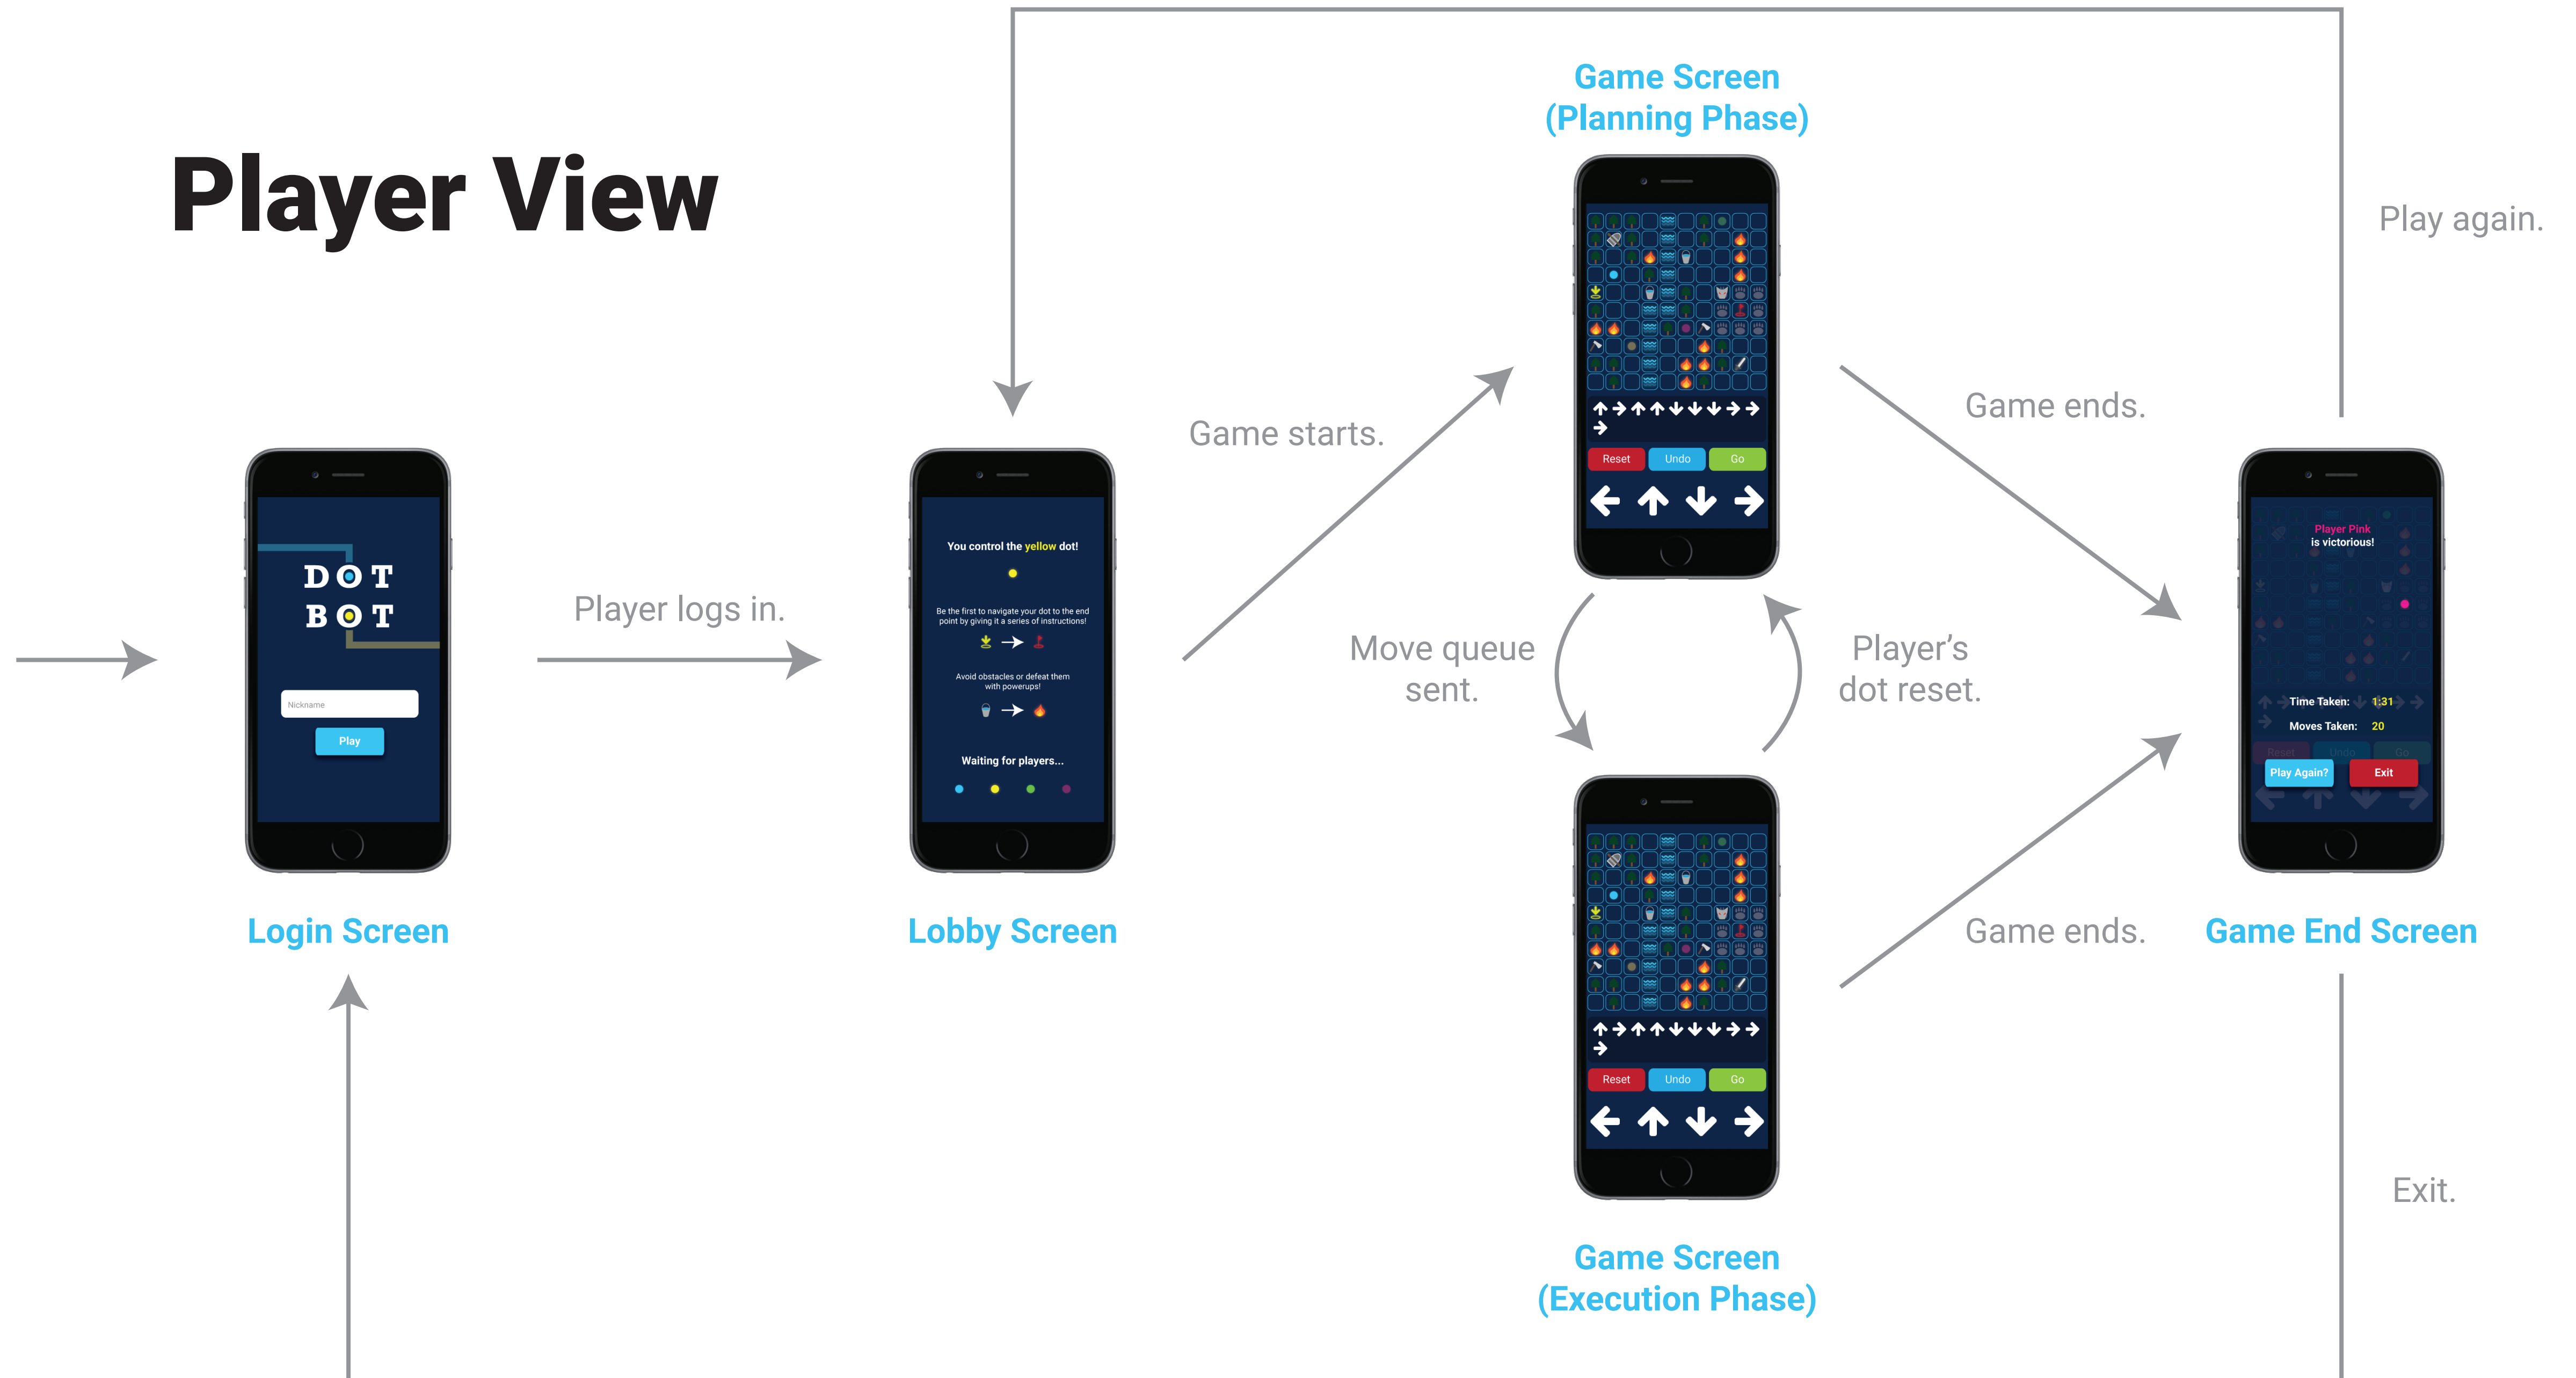 Player View
DOT
BOT
Nickname
Play
Login Screen
Player logs in.
You control the yellow dot!
Be the first to navigate your dot to the end
point by giving it a series of instructions!
Avoid obstacles or defeat them
with powerups!
Waiting for players...
Lobby Screen
Game starts.
Game Screen
(Planning Phase)
Reset
Undo
Go
Move queue
sent.
Player's
dot reset.
Reset
Undo
Go
Game Screen
(Execution Phase)
Game ends.
Game ends.
Player Pink
is victorious!
Time Taken: 1:31
Moves Taken: 20
Reset
Undo
Go
Play Again?
Exit
Game End Screen
Play again.
Exit.